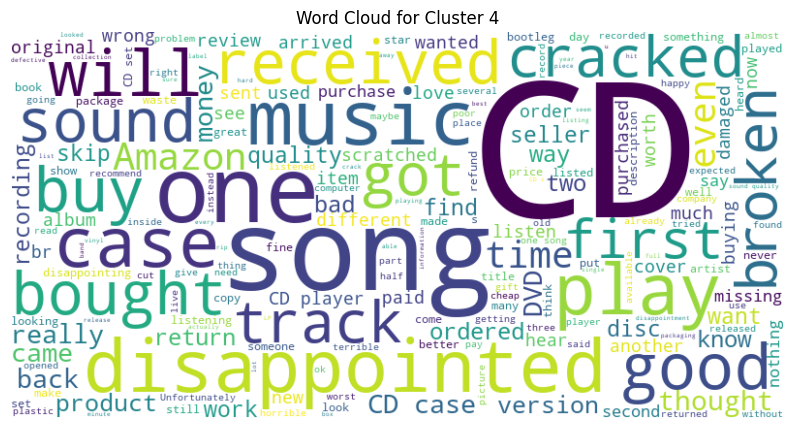 Word Cloud for Cluster 4
original
problem
looked
away
wrong
defective
collection
label
right
sure
hard
star
review
arrived
wanted
several
best
bootleg
day
record
recorded
something
piece
year
hit
seem
listing
almost
played
u
book
going
will
CD set
package
waste
money
sent
received
used
see
great
purchase
love
maybe
poor
place
order
happy
cracked
heard
now
even
sound
skip
Amazon
music
quality
scratched
item
computer
playing
crack
refund
CD
seller
way
price
listed
two
purchased
description
worth
say
well
damaged
expected
sound quality
company
already
tried
found
never
list
show
recommend
buy
one
instead
listened
got
bad
find
different
made
s
old
much
buying
broken
recording
album
read
br
vinyl
band
case
inside
every
rip
fine
thing
song
able
part
half
information
time
listen
one song
first
put
cover
artist
missing
use
disappointing
bought
cut
give
need
live
copy
CD player
paid
come
many
title
gift
cheap
getting
DVD
think
three
play
available
full
single
want
released
disappointment
packaging
looking
really
release
actually
listening
someone
track
terrible
ordered
better
pay
hear
player
said
disc
another
know
nothing
came
opened
return
ok
disappointed
good
back
make
Unfortunately
new
worst
look
picture
second
returned
without
thought
set
plastic
product
minute
still
work
horrible
box
CD case
version